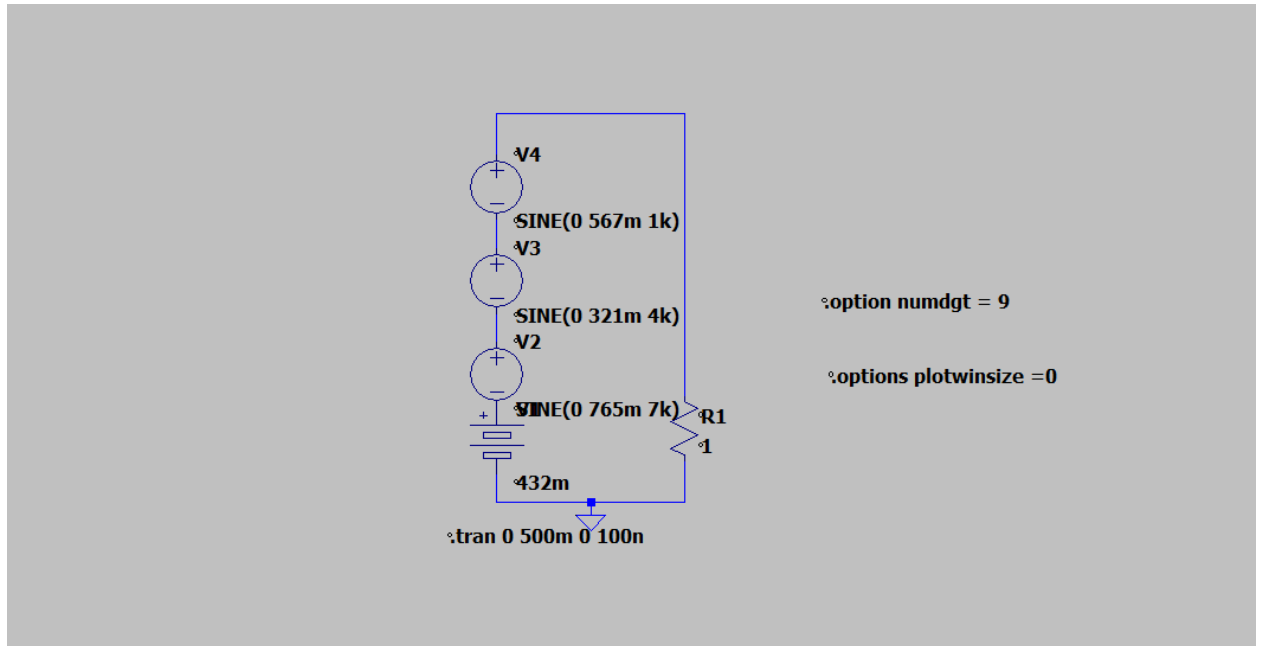 V4
SINE(0 567m 1k)
V3
SINE(0 321m 4k)
.option numdgt = 9
V2
.options plotwinsize =0
V1
SINE(0 765m 7k)
R1
1
432m
.tran 0 500m 0 100n